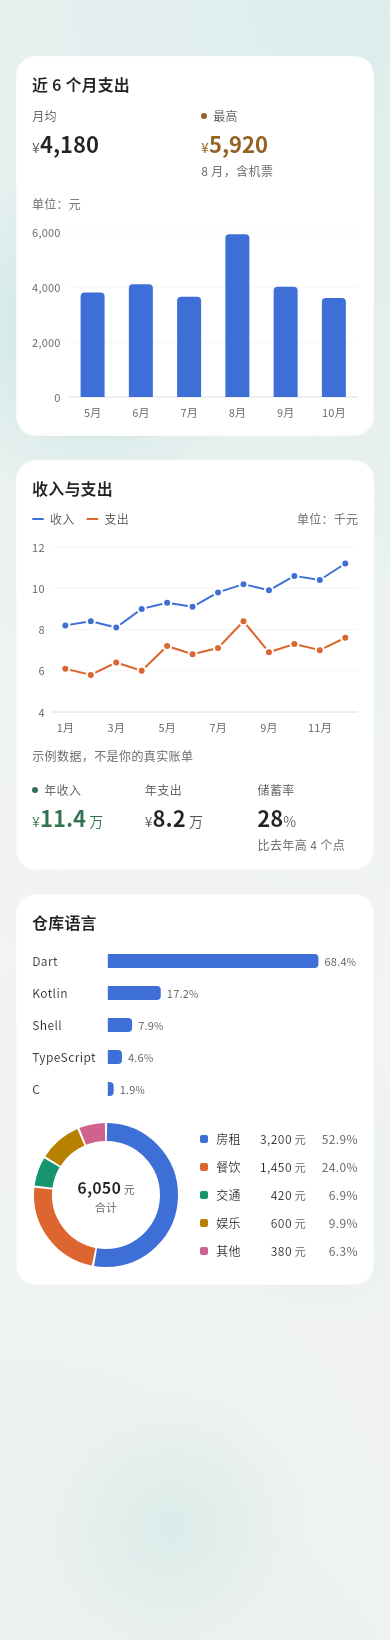 近 6 个月支出
月均
最高
¥4,180
¥5,920
8 月，含机票
单位：元
6,000
4,000
2,000
0
5月 6月 7月 8月 9月 10月
收入与支出
收入 支出 单位：千元
12
10
8
6
4
1月 3月 5月 7月 9月 11月
示例数据，不是你的真实账单
年收入 年支出 储蓄率
¥11.4 万 ¥8.2 万 28%
比去年高 4 个点
仓库语言
Dart 68.4%
Kotlin 17.2%
Shell 7.9%
TypeScript 4.6%
C 1.9%
6,050 元
合计
房租 3,200 元 52.9%
餐饮 1,450 元 24.0%
交通 420 元 6.9%
娱乐 600 元 9.9%
其他 380 元 6.3%